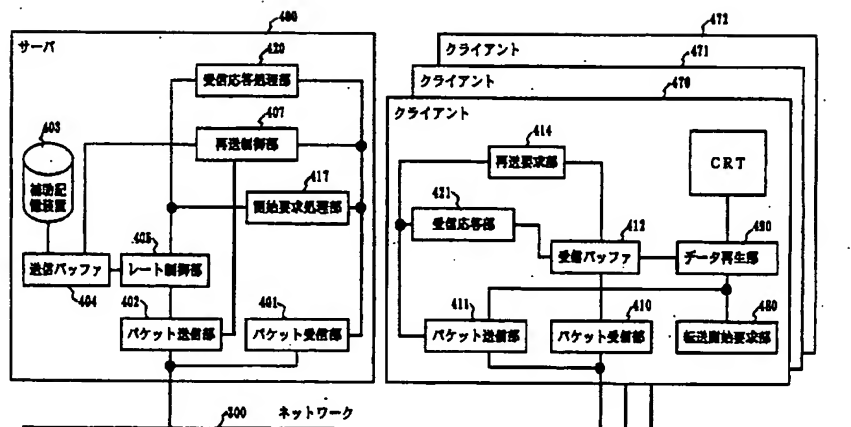 400
サーバ
420
受信応答処理部
403
407
再送制御部
補助記
憶装置
417
開始要求処理部
405
送信バッファ
レート制御部
404
402
401
パケット送信部
パケット受信部
472
クライアント
471
クライアント
470
クライアント
414
再送要求部
CRT
421
受信応答部
412
受信バッファ
データ再生部
411
410
パケット送信部
パケット受信部
転送開始要求部
ネットワーク